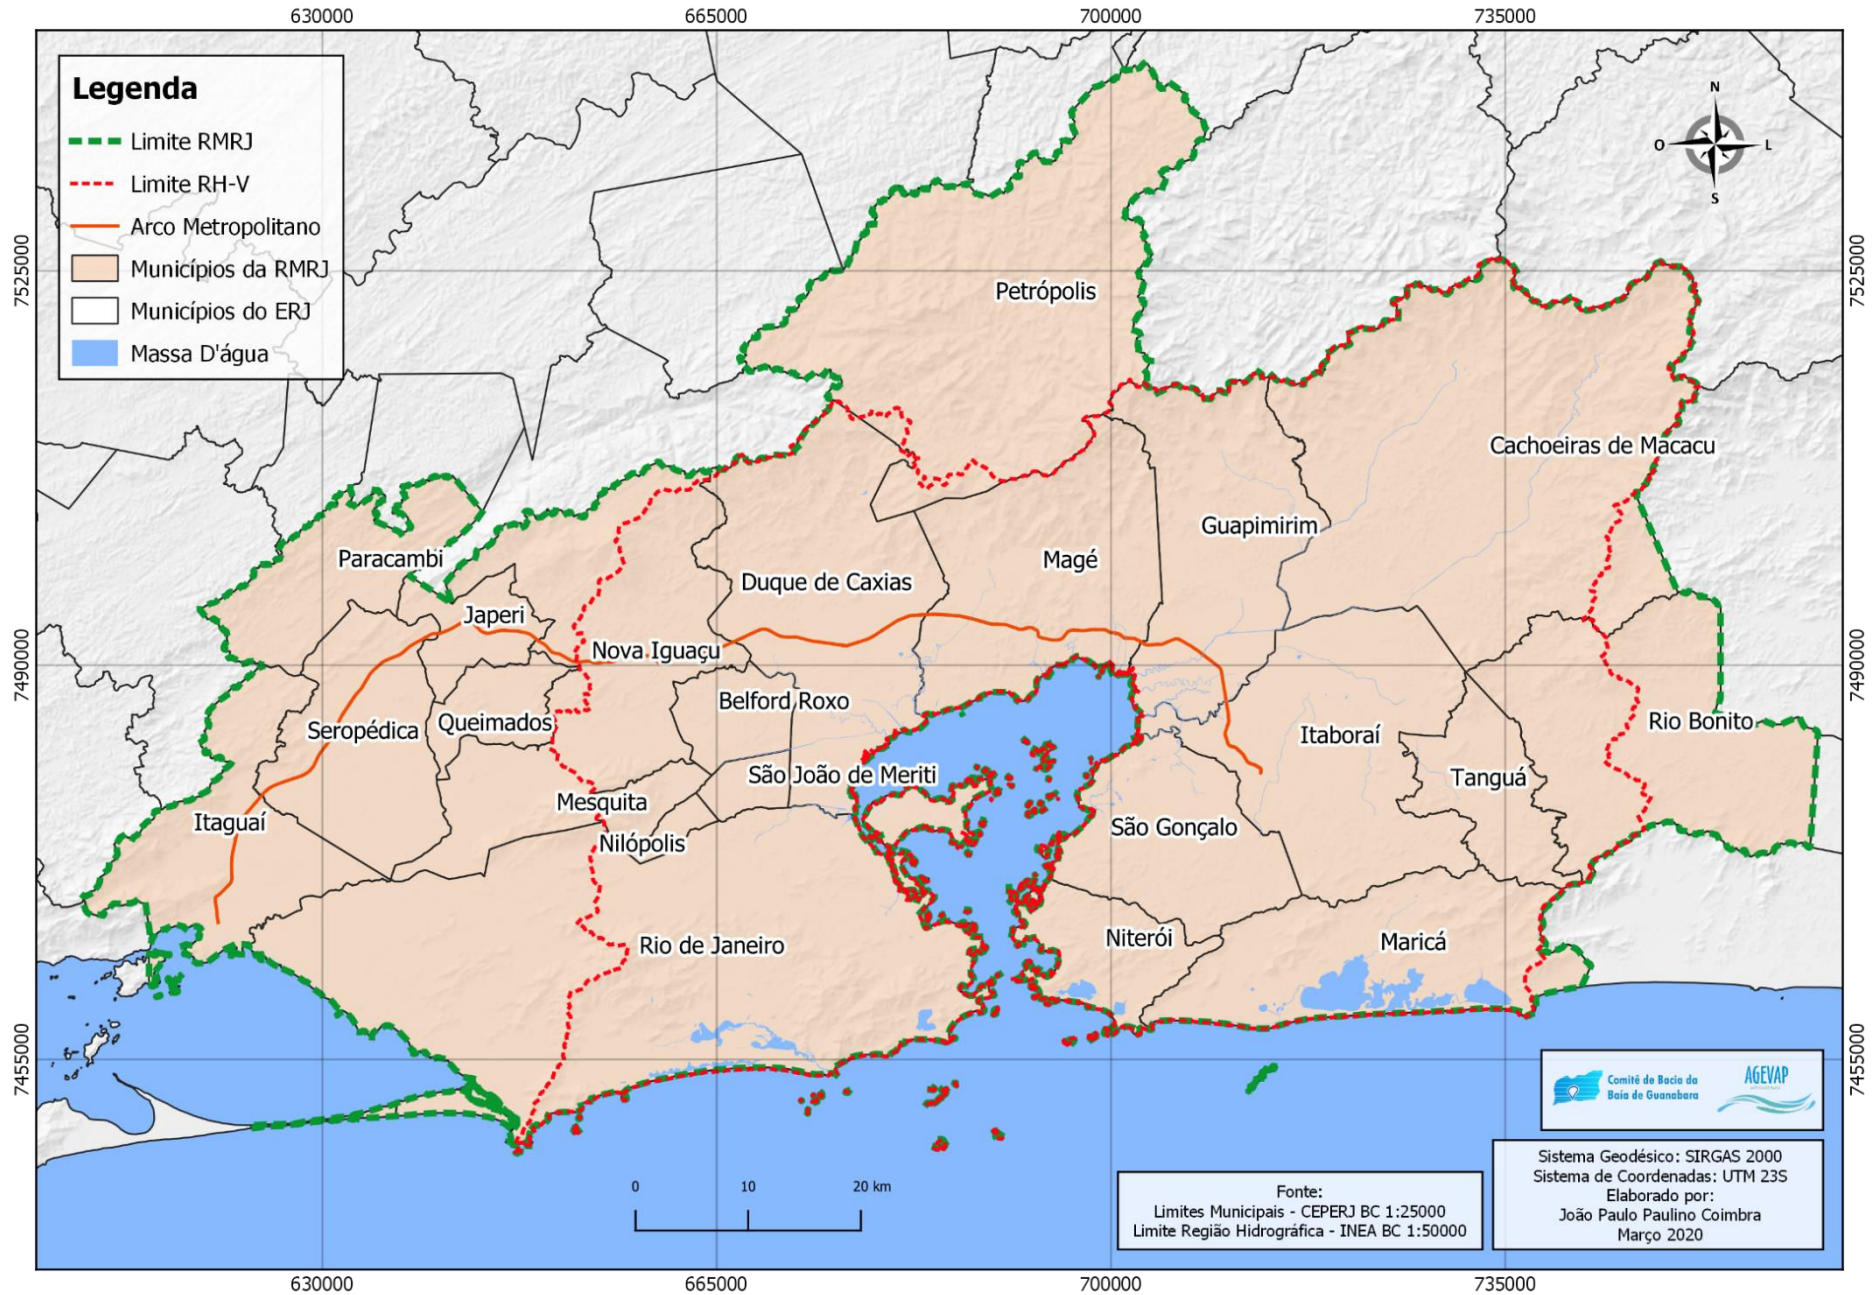 630000
665000
700000
735000
Legenda
Limite RMRJ
Limite RH-V
Arco Metropolitano
Municípios da RMRJ
Municípios do ERJ
Massa D'água
N
O
L
S
7525000
7525000
Petrópolis
Cachoeiras de Macacu
Guapimirim
Paracambi
Magé
Duque de Caxias
Japeri
Nova Iguaçu
7490000
7490000
Belford Roxo
Seropédica
Queimados
Rio Bonito
Itaboraí
São João de Meriti
Tanguá
Mesquita
Itaguaí
São Gonçalo
Nilópolis
Rio de Janeiro
Niterói
Maricá
7455000
7455000
Comitê de Bacia da
Baía de Guanabara
AGEVAP
0
10
20 km
Fonte:
Limites Municipais - CEPERJ BC 1:25000
Limite Região Hidrográfica - INEA BC 1:50000
Sistema Geodésico: SIRGAS 2000
Sistema de Coordenadas: UTM 23S
Elaborado por:
João Paulo Paulino Coimbra
Março 2020
630000
665000
700000
735000